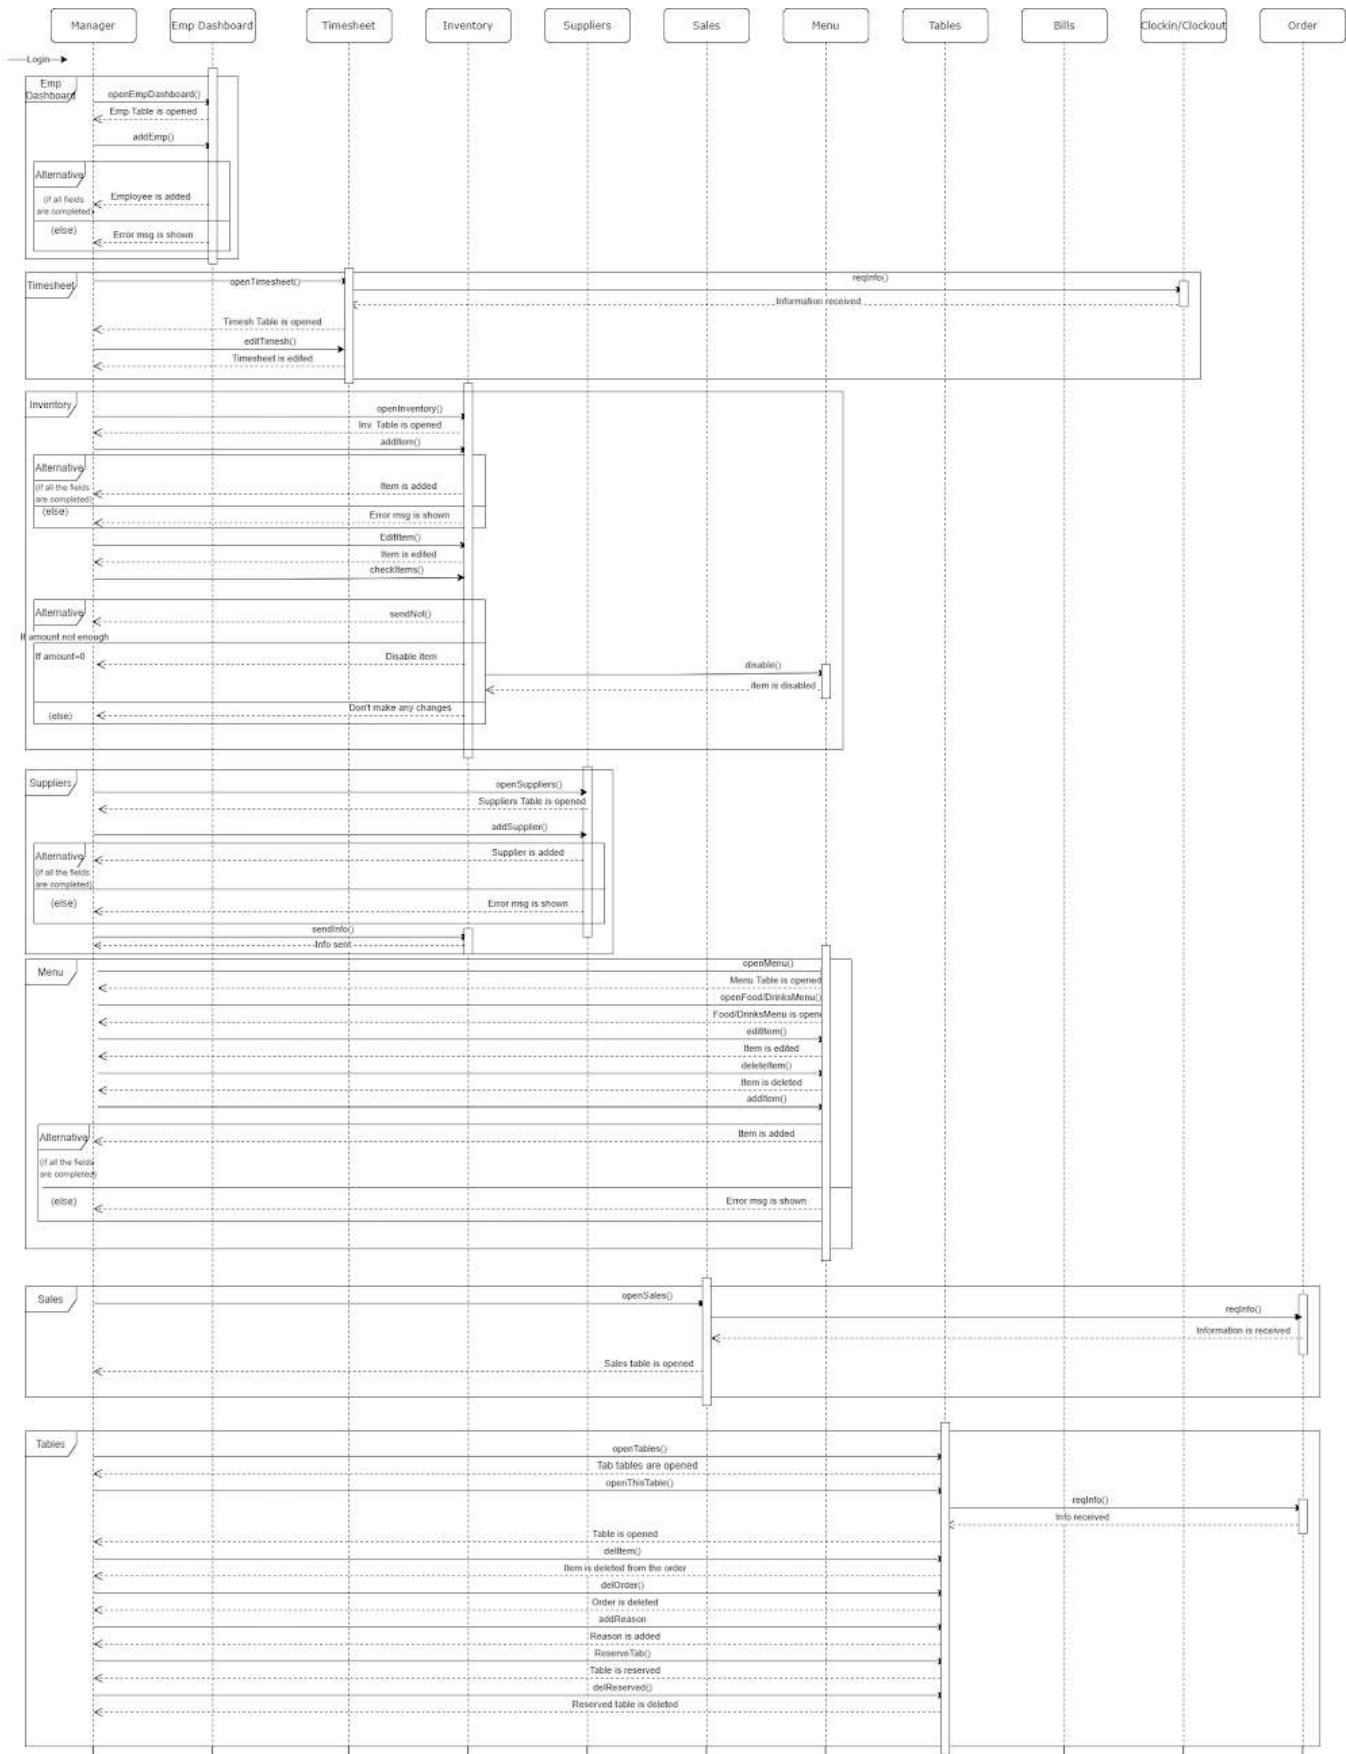 Manager
Emp Dashboard
Timesheet
Inventory
Suppliers
Sales
Menu
Tables
Bills
Clockin/Clockout
Order
Login
Emp
Dashboard
openEmpDashboard()
Emp Table is opened
addEmp()
Alternative
(if all fields
are completed
Employee is added
(else)
Error msg is shown
Timesheet
openTimesheet()
reqInfo()
Information received
Timesh Table is opened
editTimesh()
Timesheet is edited
Inventory
openInventory()
Inv. Table is opened
addItem()
Alternative
(if all the fields
are completed)
Item is added
(else)
Error msg is shown
EditItem()
Item is edited
checkItems()
Alternative
sendNot()
If amount not enough
If amount=0
Disable item
disable()
item is disabled
Don't make any changes
(else)
Suppliers
openSuppliers()
Suppliers Table is opened
addSupplier()
Alternative
Supplier is added
(if all the fields
are completed)
(else)
Error msg is shown
sendInfo()
Info sent
Menu
openMenu()
Menu Table is opened
openFood/DrinksMenu()
Food/DrinksMenu is open
editItem()
Item is edited
deleteItem()
Item is deleted
addItem()
Alternative
Item is added
(if all the fields
are completed)
(else)
Error msg is shown
Sales
openSales()
reqInfo()
Information is received
Sales table is opened
Tables
openTables()
Tab tables are opened
openThisTable()
reqInfo()
Info received
Table is opened
delItem()
Item is deleted from the order
delOrder()
Order is deleted
addReason
Reason is added
ReserveTab()
Table is reserved
delReserved()
Reserved table is deleted